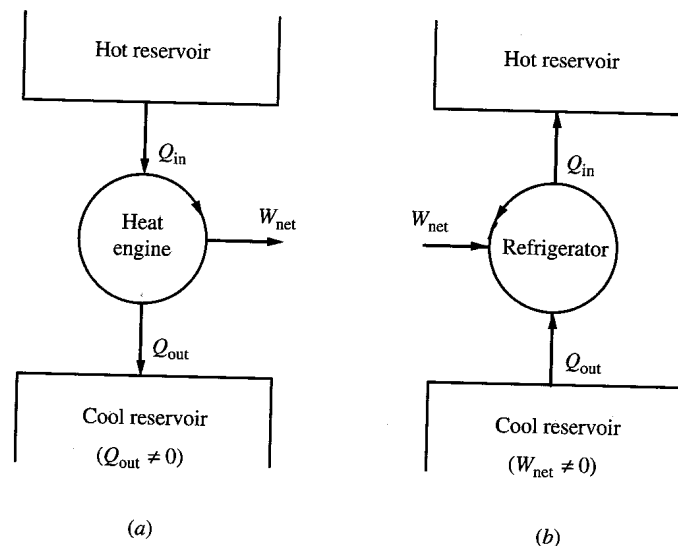 Hot reservoir
Q_in
Heat
engine
W_net
Q_out
Cool reservoir
(Q_out ≠ 0)
(a)
Hot reservoir
Q_in
W_net
Refrigerator
Q_out
Cool reservoir
(W_net ≠ 0)
(b)